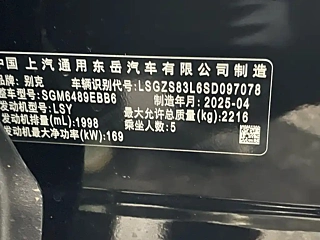 中国 上汽通用东岳汽车有限公司制造
品牌：别克 车辆识别代号：LSGZS83L6SD097078
整车型号：SGM6489EBB6 制造年月：2025-04
发动机型号：LSY 最大允许总质量(kg)：2216
发动机排量(mL)：1998 乘坐人数：5
发动机最大净功率(kW)：169